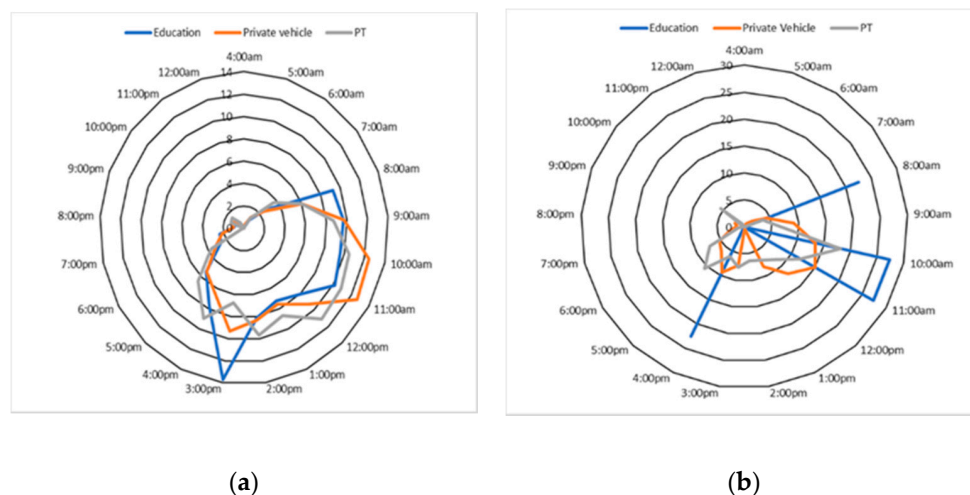 Education Private vehicle PT
4:00am
5:00am
6:00am
7:00am
8:00am
9:00am
10:00am
11:00am
12:00pm
1:00pm
2:00pm
3:00pm
4:00pm
5:00pm
6:00pm
7:00pm
8:00pm
9:00pm
10:00pm
11:00pm
12:00am
14
12
10
8
6
4
2
0
(a)
Education Private Vehicle PT
4:00am
5:00am
6:00am
7:00am
8:00am
9:00am
10:00am
11:00am
12:00pm
1:00pm
2:00pm
3:00pm
4:00pm
5:00pm
6:00pm
7:00pm
8:00pm
9:00pm
10:00pm
11:00pm
12:00am
30
25
20
15
10
5
0
(b)